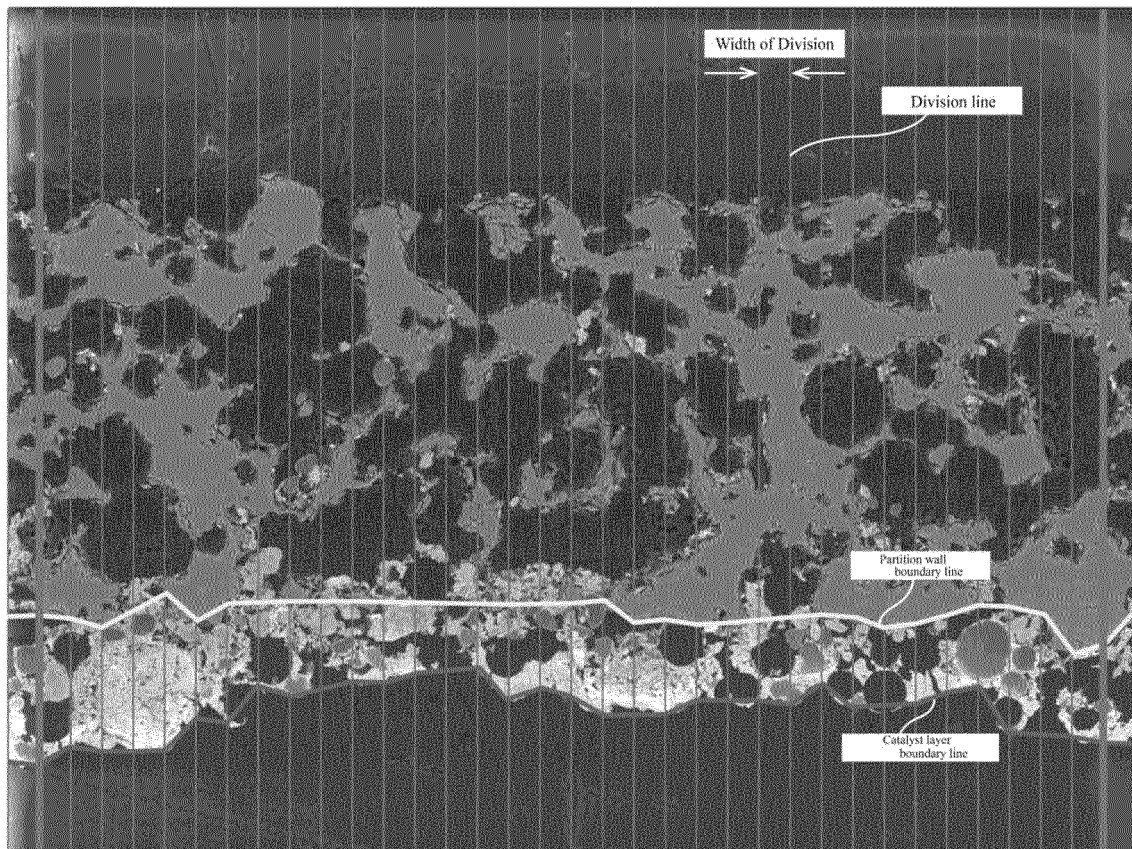 Width of Division
Division line
Partition wall
boundary line
Catalyst layer
boundary line